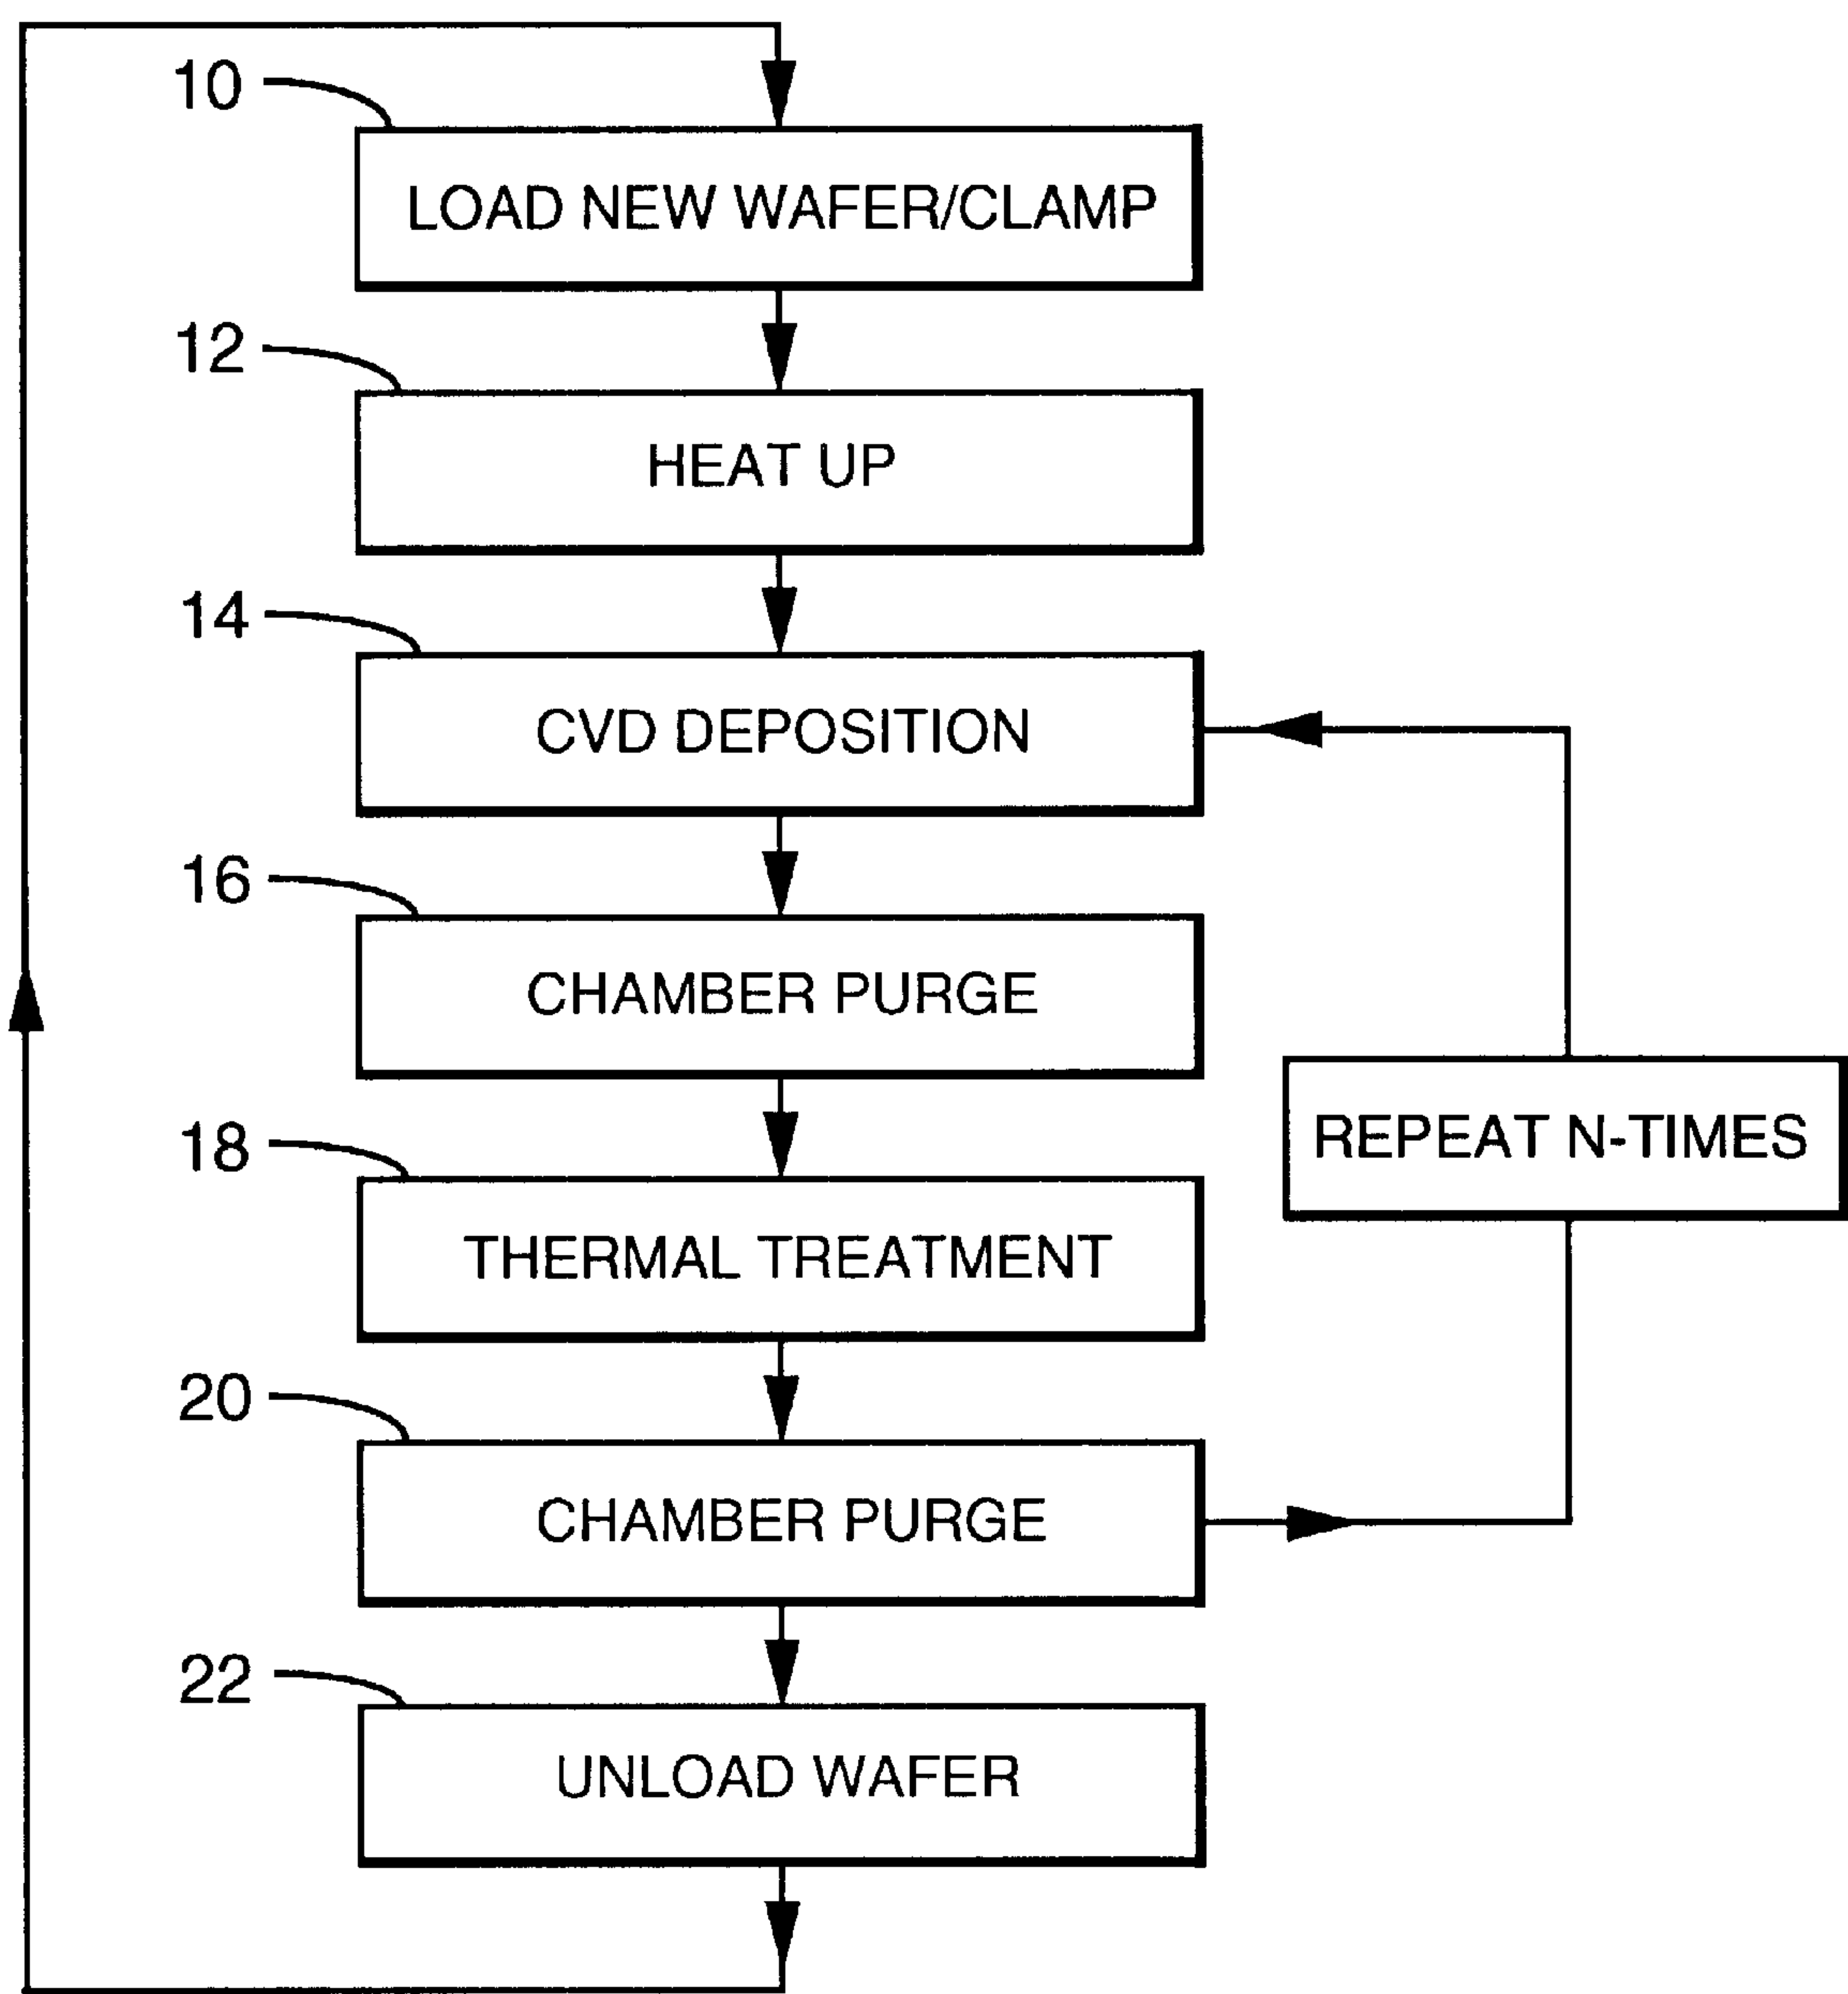 10
LOAD NEW WAFER/CLAMP
12
HEAT UP
14
CVD DEPOSITION
16
CHAMBER PURGE
18
REPEAT N-TIMES
THERMAL TREATMENT
20
CHAMBER PURGE
22
UNLOAD WAFER